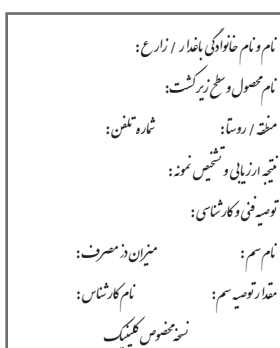 نام و نام خانوادگی باغدار / زارع :
نام محصول و سطح زیر کشت:
منطقه / روستا: شماره تلفن :
نتیجه ارزیابی و تشخیص نمونه :
توصیه فنی و کارشناسی :
نام سم : میزان دز مصرف :
مقدار توصیه سم : نام کارشناس :
نسخه مخصوص کلینیک